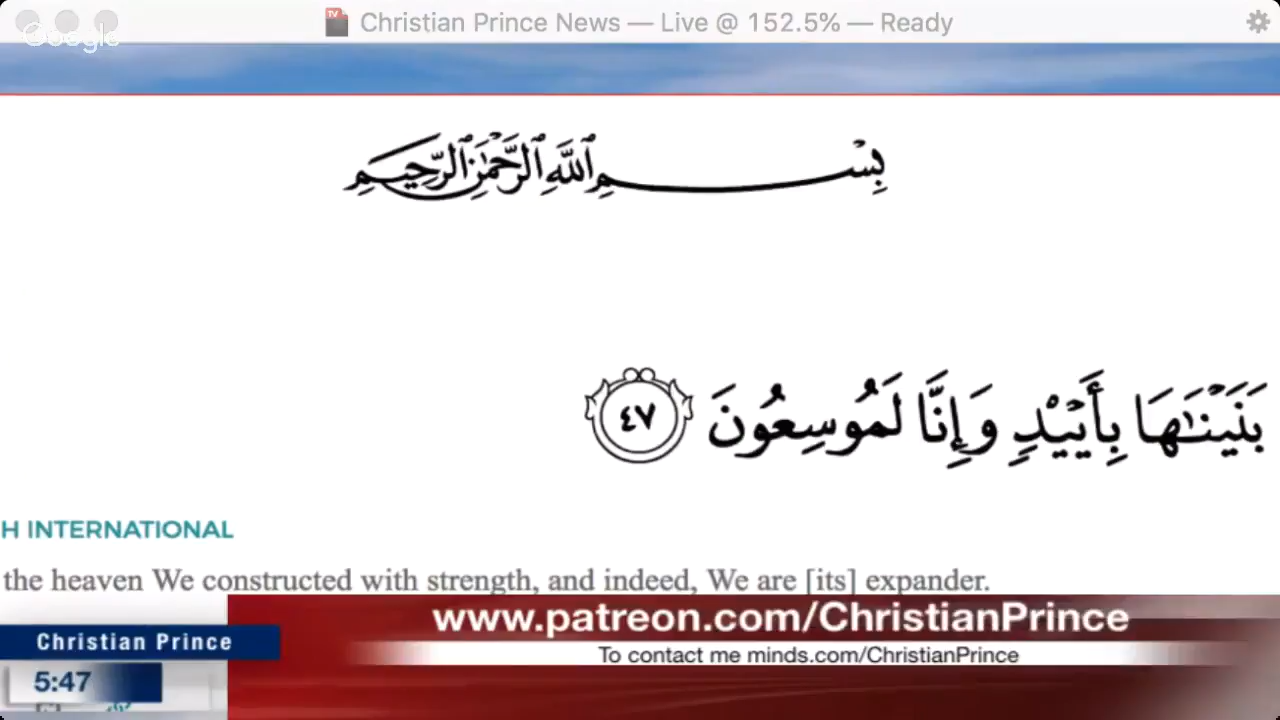 Christian Prince News — Live @ 152.5% — Ready
Google
بِسْمِ ٱللَّهِ ٱلرَّحْمَٰنِ ٱلرَّحِيمِ
بَنَيْنَٰهَا بِأَيْي۟دٍ وَإِنَّا لَمُوسِعُونَ ٤٧
H INTERNATIONAL
the heaven We constructed with strength, and indeed, We are [its] expander.
www.patreon.com/ChristianPrince
Christian Prince
To contact me minds.com/ChristianPrince
5:47